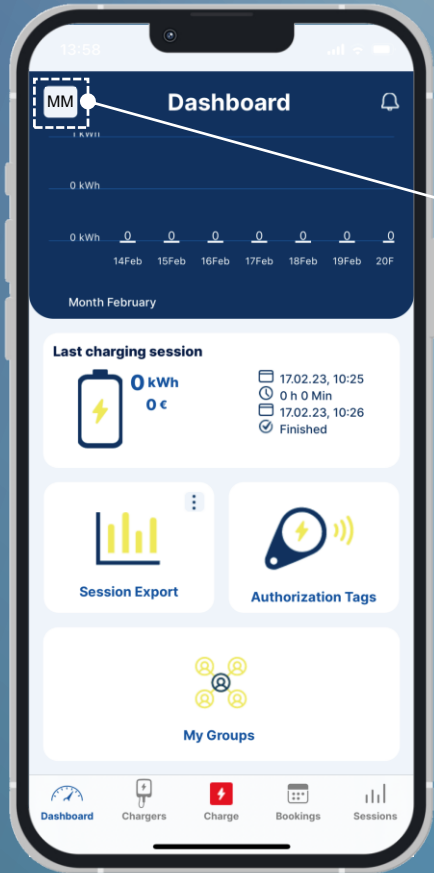 13:58
MM
Dashboard
1 kWh
0 kWh
0 kWh
0 0 0 0 0 0 0
14Feb 15Feb 16Feb 17Feb 18Feb 19Feb 20F
Month February
Last charging session
0 kWh
0 €
17.02.23, 10:25
0 h 0 Min
17.02.23, 10:26
Finished
Session Export
Authorization Tags
My Groups
Dashboard
Chargers
Charge
Bookings
Sessions